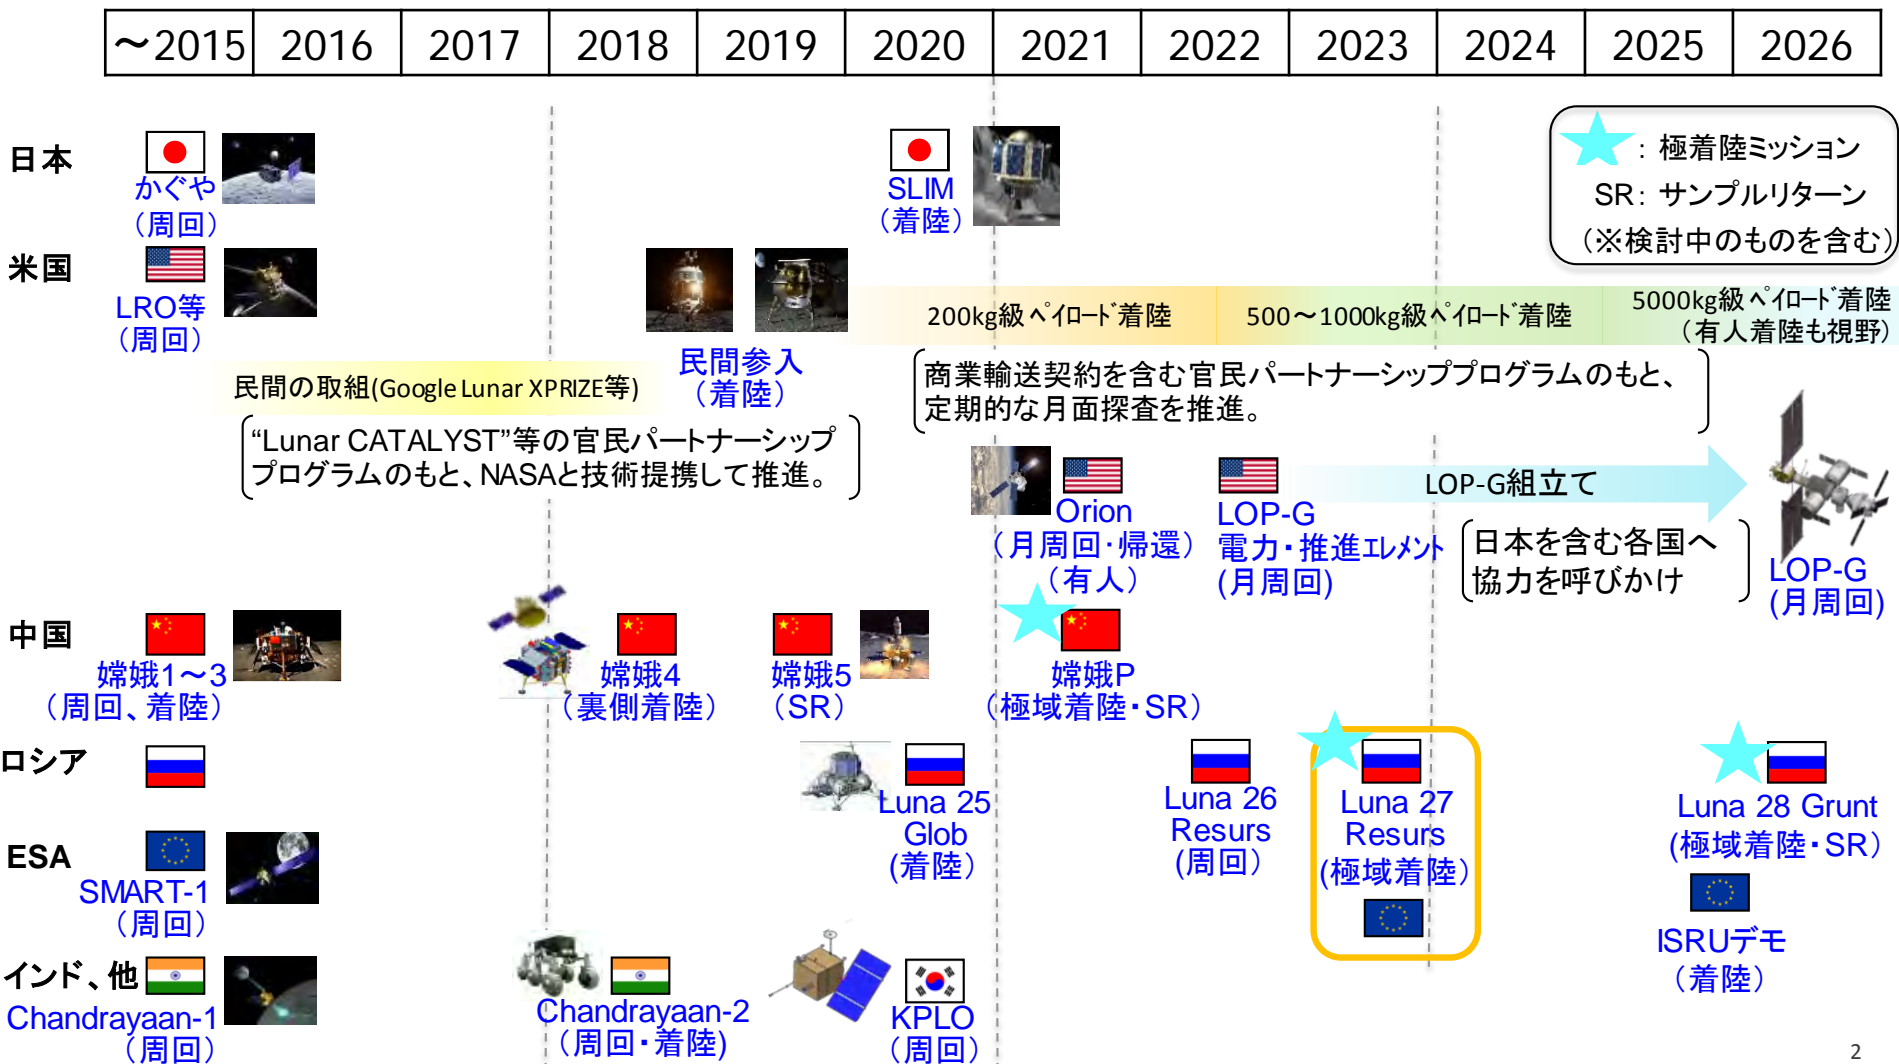 ～2015 2016 2017 2018 2019 2020 2021 2022 2023 2024 2025 2026
：極着陸ミッション
SR：サンプルリターン
（※検討中のものを含む）
日本
かぐや
（周回）
SLIM
（着陸）
米国
LRO等
（周回）
民間の取組(Google Lunar XPRIZE等)
“Lunar CATALYST”等の官民パートナーシップ
プログラムのもと、NASAと技術提携して推進。
民間参入
（着陸）
200kg級ﾍﾟｲﾛｰﾄﾞ着陸
500～1000kg級ﾍﾟｲﾛｰﾄﾞ着陸
5000kg級ﾍﾟｲﾛｰﾄﾞ着陸
（有人着陸も視野）
商業輸送契約を含む官民パートナーシッププログラムのもと、
定期的な月面探査を推進。
Orion
（月周回･帰還）
（有人）
LOP-G
電力・推進ｴﾚﾒﾝﾄ
(月周回)
LOP-G組立て
日本を含む各国へ
協力を呼びかけ
LOP-G
(月周回)
中国
嫦娥1～3
（周回、着陸）
嫦娥4
（裏側着陸）
嫦娥5
（SR）
嫦娥P
（極域着陸・SR）
ロシア
Luna 25
Glob
(着陸)
Luna 26
Resurs
(周回)
Luna 27
Resurs
(極域着陸)
Luna 28 Grunt
(極域着陸・SR)
ESA
SMART-1
（周回）
ISRUデモ
（着陸）
インド、他
Chandrayaan-1
（周回）
Chandrayaan-2
（周回・着陸)
KPLO
（周回）
2